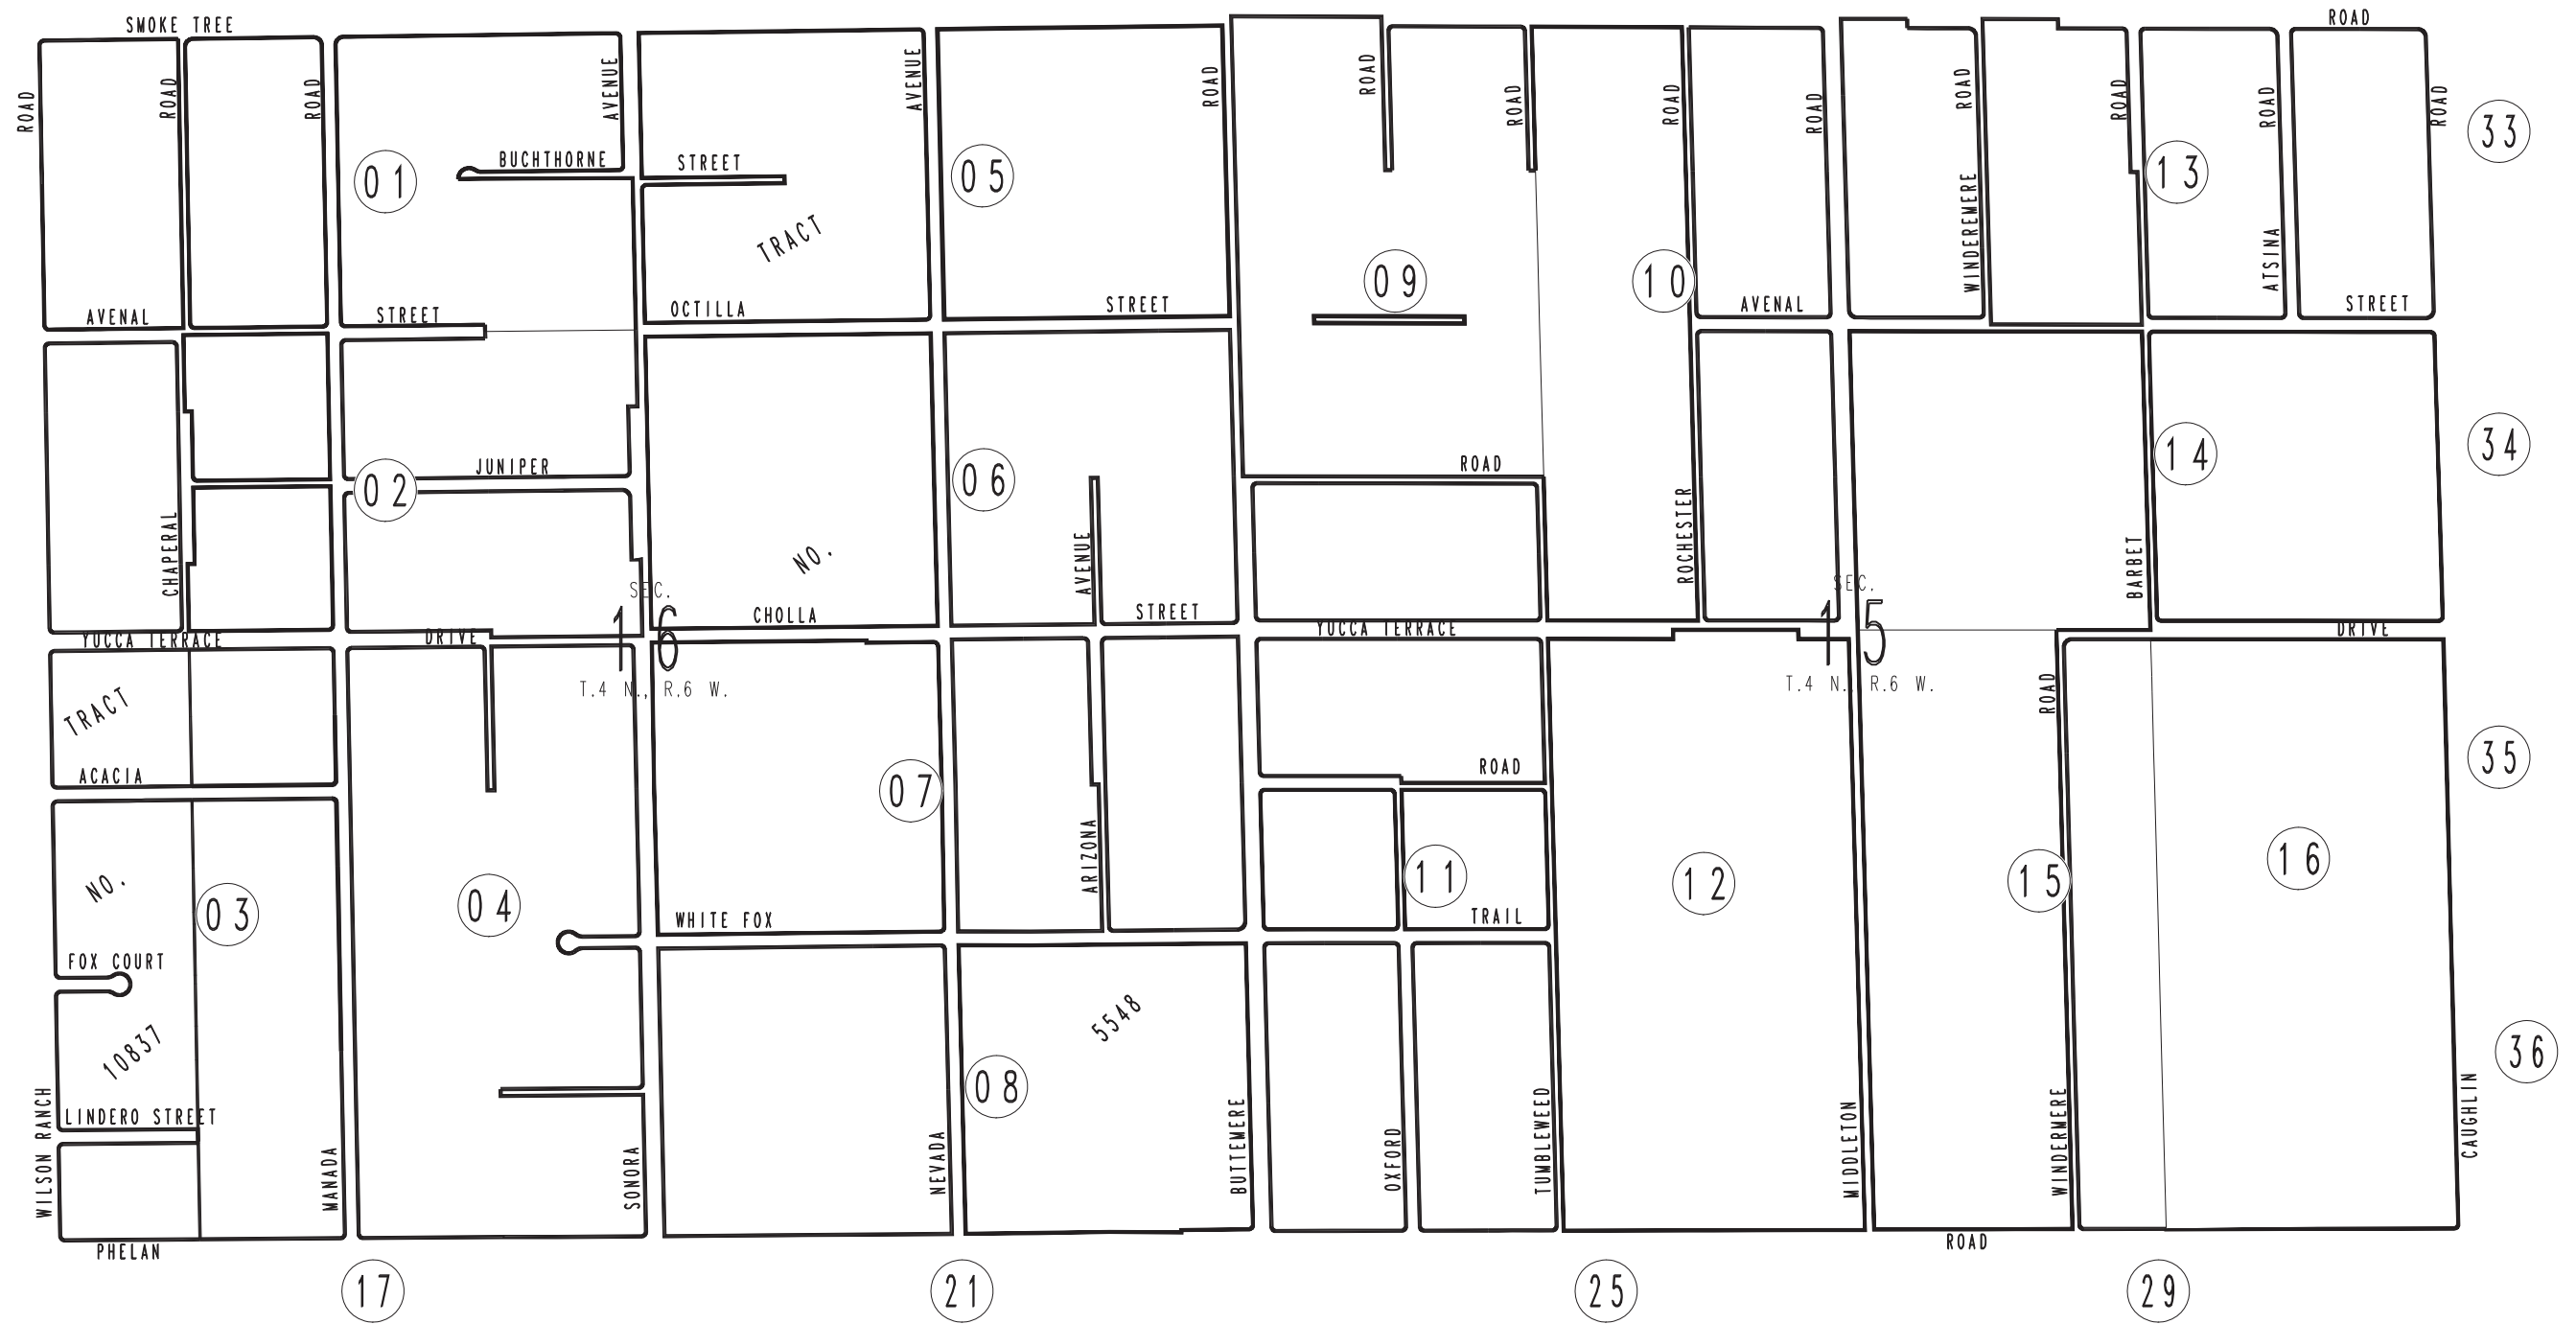 SMOKE TREE
ROAD
ROAD
ROAD
ROAD
AVENUE
AVENUE
ROAD
ROAD
ROAD
ROAD
ROAD
ROAD
ROAD
ROAD
ROAD
33
BUCHTHORNE
STREET
01
05
13
TRACT
WINDEREMERE
ATSINA
09
10
AVENAL
STREET
OCTILLA
STREET
AVENAL
STREET
34
14
JUNIPER
ROAD
02
06
CHAPERAL
NO.
AVENUE
ROCHESTER
BARBET
SEC.
16
T.4 N., R.6 W.
SEC.
15
T.4 N., R.6 W.
CHOLLA
STREET
YUCCA TERRACE
DRIVE
YUCCA TERRACE
DRIVE
TRACT
ROAD
ACACIA
ROAD
07
35
ARIZONA
NO.
03
04
WHITE FOX
TRAIL
11
12
15
16
FOX COURT
10837
5548
36
08
LINDERO STREET
WILSON RANCH
MANADA
SONORA
NEVADA
BUTTEMERE
OXFORD
TUMBLEWEED
MIDDLETON
WINDERMERE
CAUGHLIN
PHELAN
ROAD
17
21
25
29